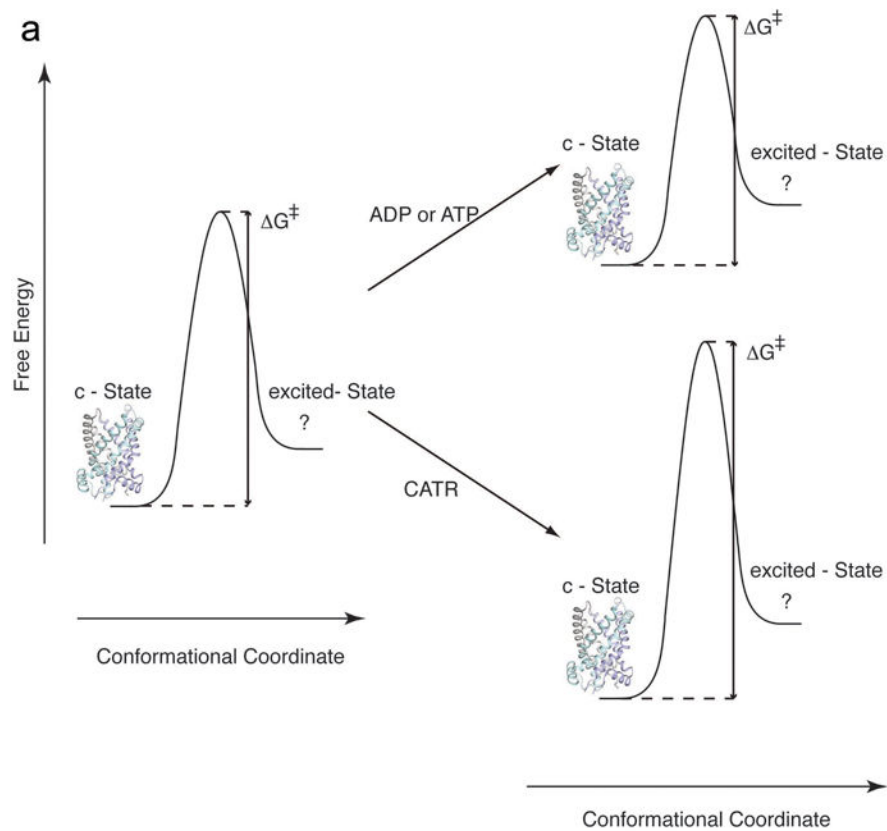 a
Free Energy
c - State
ΔG‡
excited- State
?
Conformational Coordinate
ADP or ATP
CATR
c - State
ΔG‡
excited - State
?
c - State
ΔG‡
excited - State
?
Conformational Coordinate